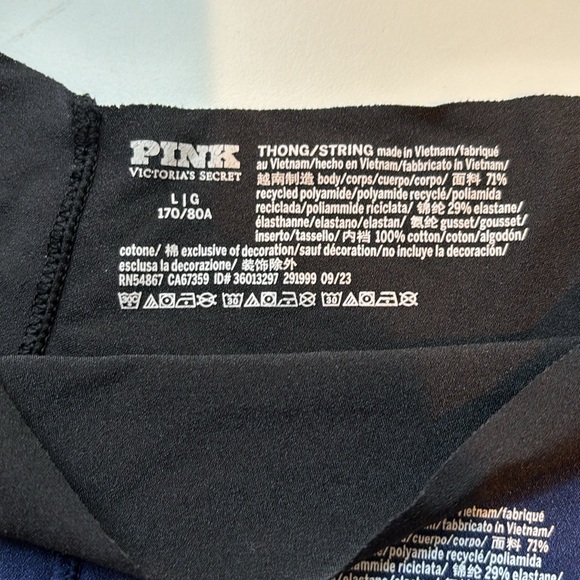 PINK
VICTORIA'S SECRET
L | G
170/80A
THONG/STRING made in Vietnam/fabriqué
au Vietnam/hecho en Vietnam/fabbricato in Vietnam/
越南制造 body/corps/cuerpo/corpo/ 面料 71%
recycled polyamide/polyamide recyclé/poliamida
reciclada/poliammide riciclata/ 锦纶 29% elastane/
élasthanne/elastano/elastan/ 氨纶 gusset/gousset/
inserto/tassello/ 内裆 100% cotton/coton/algodón/
cotone/ 棉 exclusive of decoration/sauf décoration/no incluye la decoración/
esclusa la decorazione/ 装饰除外
RN54867 CA67359 ID# 36013297 291999 09/23
30 30 30
/fabriqué
/fabbricato in Vietnam/
/cuerpo/corpo/ 面料 71%
/polyamide recyclé/poliamida
riciclata/ 锦纶 29% elastane/